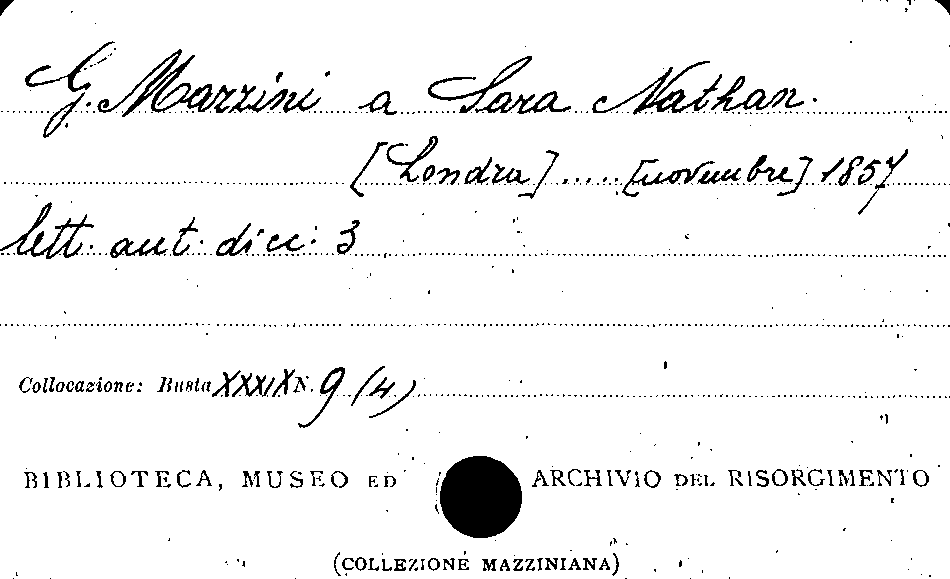 G. Mazzini a Sara Nathan.
[Londra] ..... [novembre] 1857
lett. aut. di cc. 3
Collocazione: Busta XXXIX N. 9 (4)
BIBLIOTECA, MUSEO ED ARCHIVIO DEL RISORGIMENTO
(COLLEZIONE MAZZINIANA)